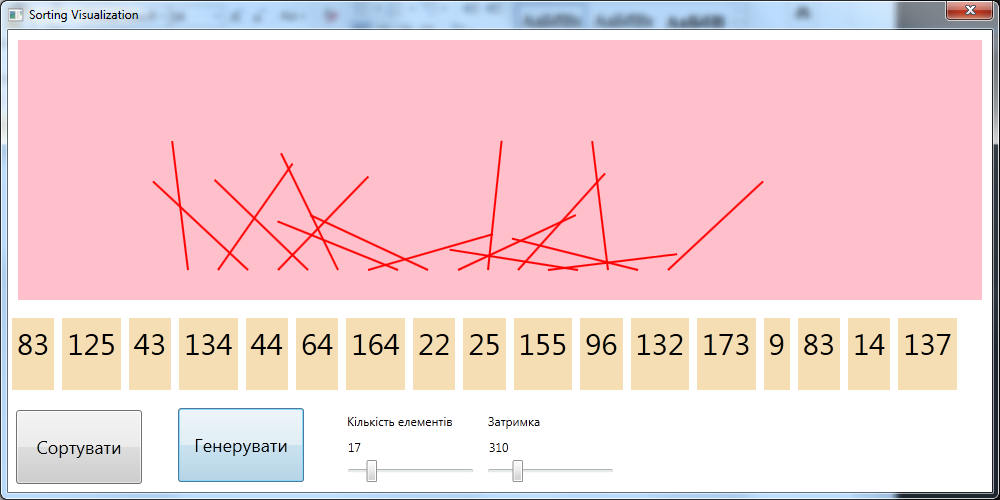 Sorting Visualization
83 125 43 134 44 64 164 22 25 155 96 132 173 9 83 14 137
Сортувати
Генерувати
Кількість елементів
17
Затримка
310